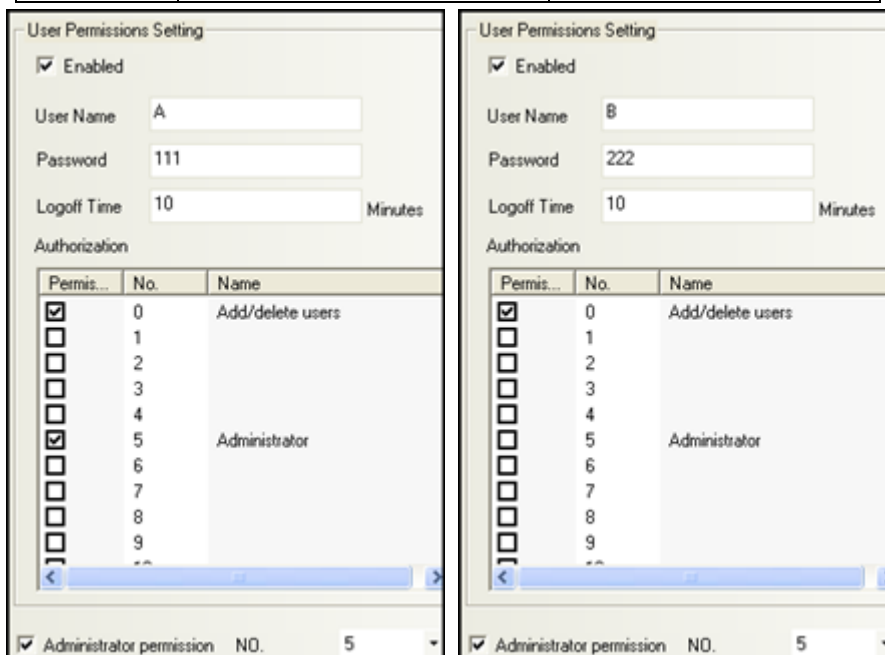 User Permissions Setting
Enabled
User Name A
Password 111
Logoff Time 10 Minutes
Authorization
Permis... No. Name
0 Add/delete users
1
2
3
4
5 Administrator
6
7
8
9
Administrator permission NO. 5
User Permissions Setting
Enabled
User Name B
Password 222
Logoff Time 10 Minutes
Authorization
Permis... No. Name
0 Add/delete users
1
2
3
4
5 Administrator
6
7
8
9
Administrator permission NO. 5